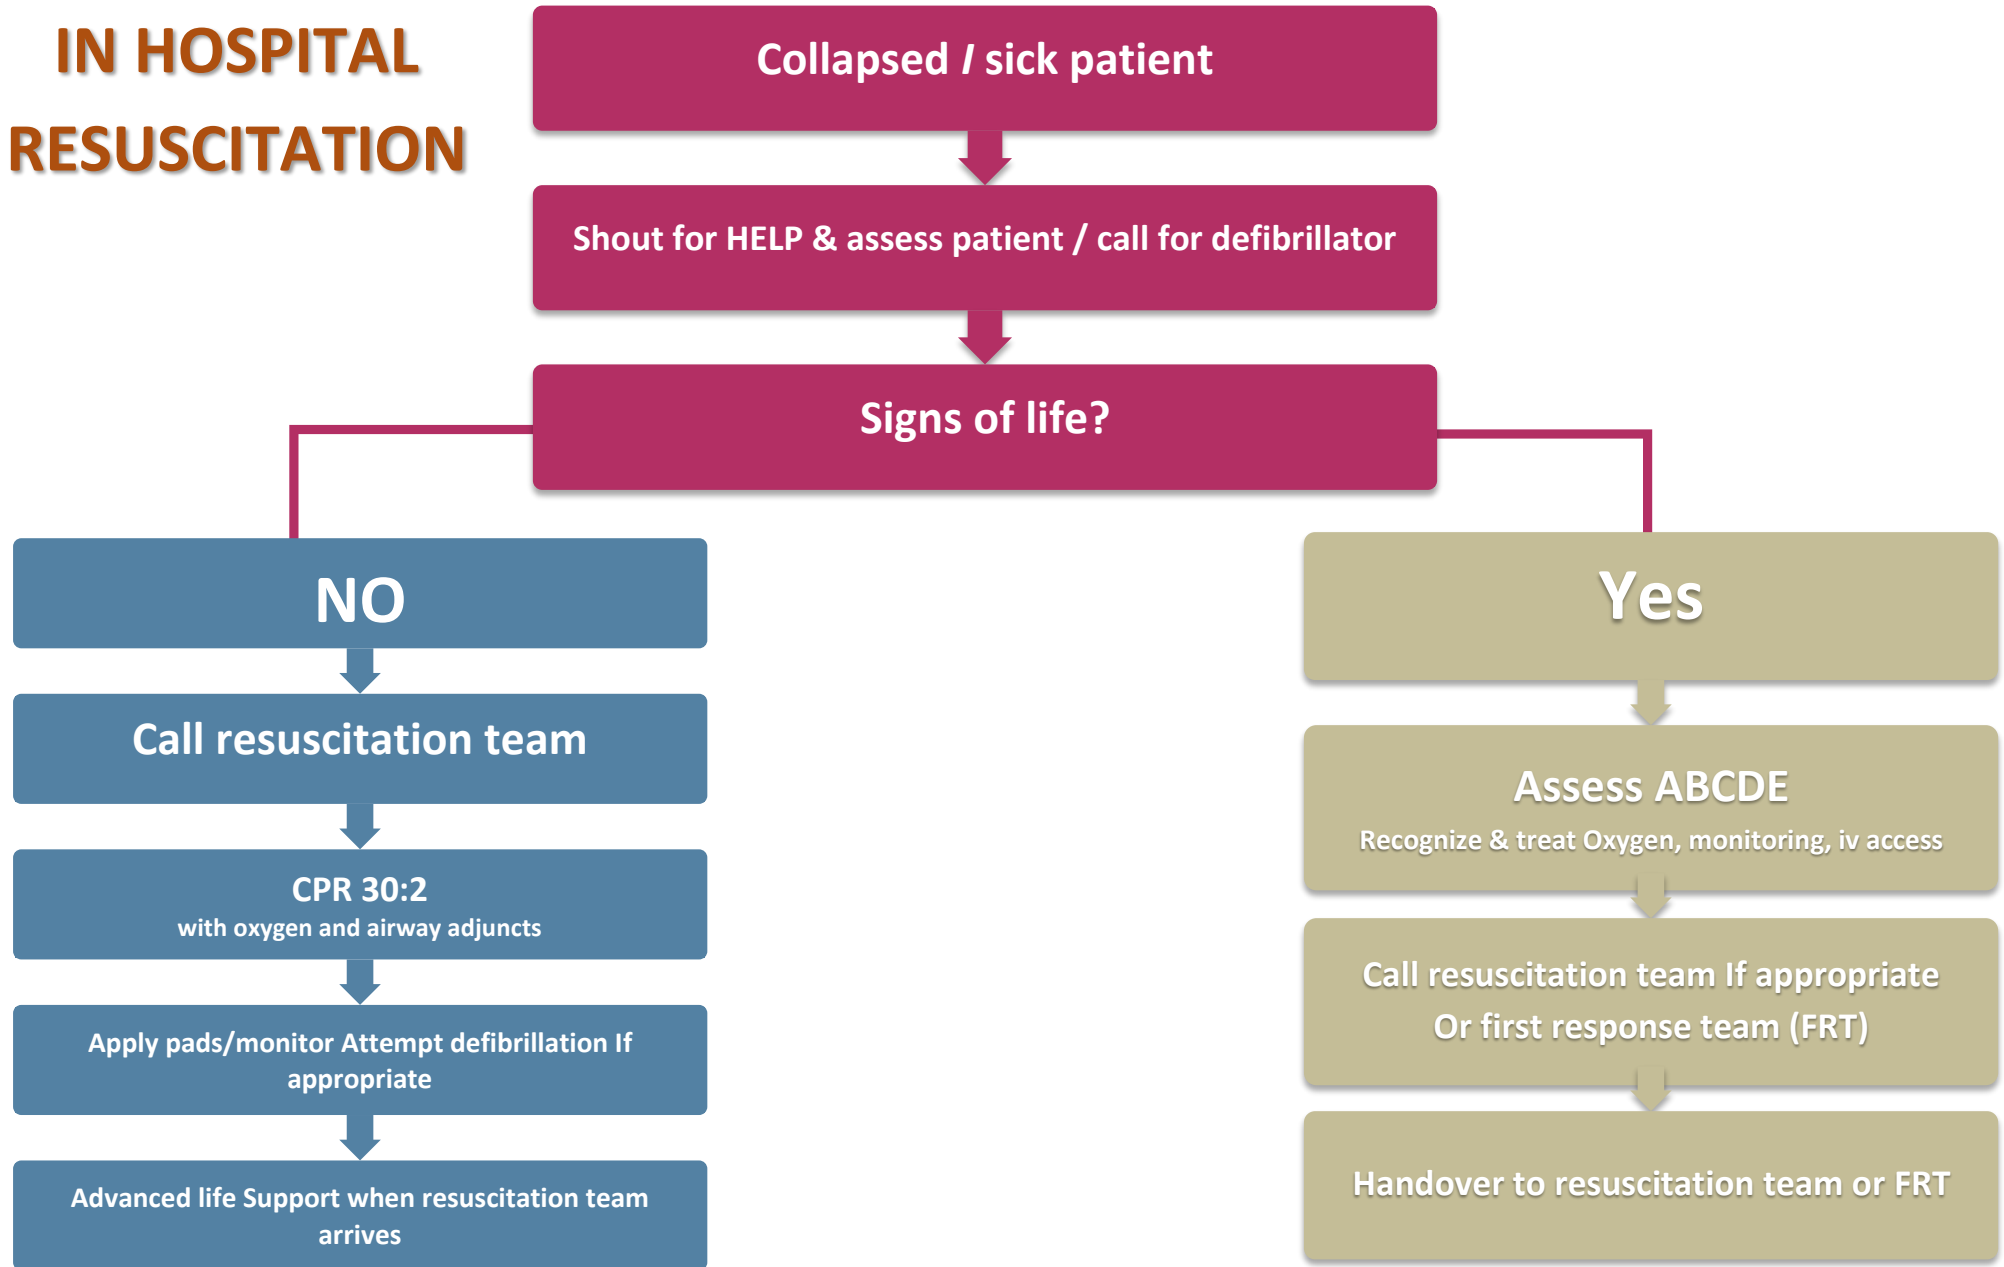 IN HOSPITAL
RESUSCITATION
Collapsed / sick patient
Shout for HELP & assess patient / call for defibrillator
Signs of life?
NO
Call resuscitation team
CPR 30:2
with oxygen and airway adjuncts
Apply pads/monitor Attempt defibrillation If
appropriate
Advanced life Support when resuscitation team
arrives
Yes
Assess ABCDE
Recognize & treat Oxygen, monitoring, iv access
Call resuscitation team If appropriate
Or first response team (FRT)
Handover to resuscitation team or FRT